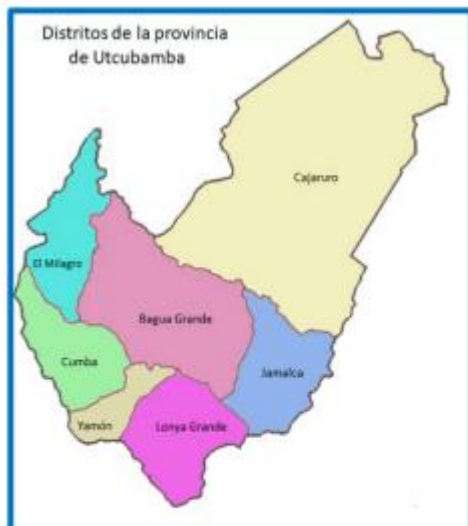 Distritos de la provincia
de Utcubamba
Cajaruro
El Milagro
Bagua Grande
Cumba
Jamalca
Yamón
Lonya Grande